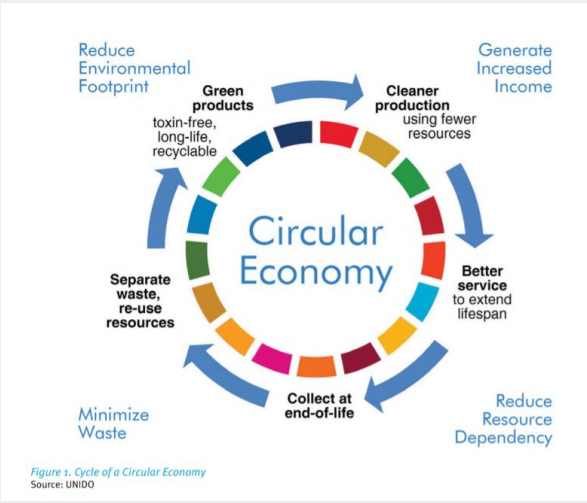 Reduce
Environmental
Footprint
Generate
Increased
Income
Green
products
toxin-free,
long-life,
recyclable
Cleaner
production
using fewer
resources
Circular
Economy
Better
service
to extend
lifespan
Separate
waste,
re-use
resources
Collect at
end-of-life
Minimize
Waste
Reduce
Resource
Dependency
Figure 1. Cycle of a Circular Economy
Source: UNIDO